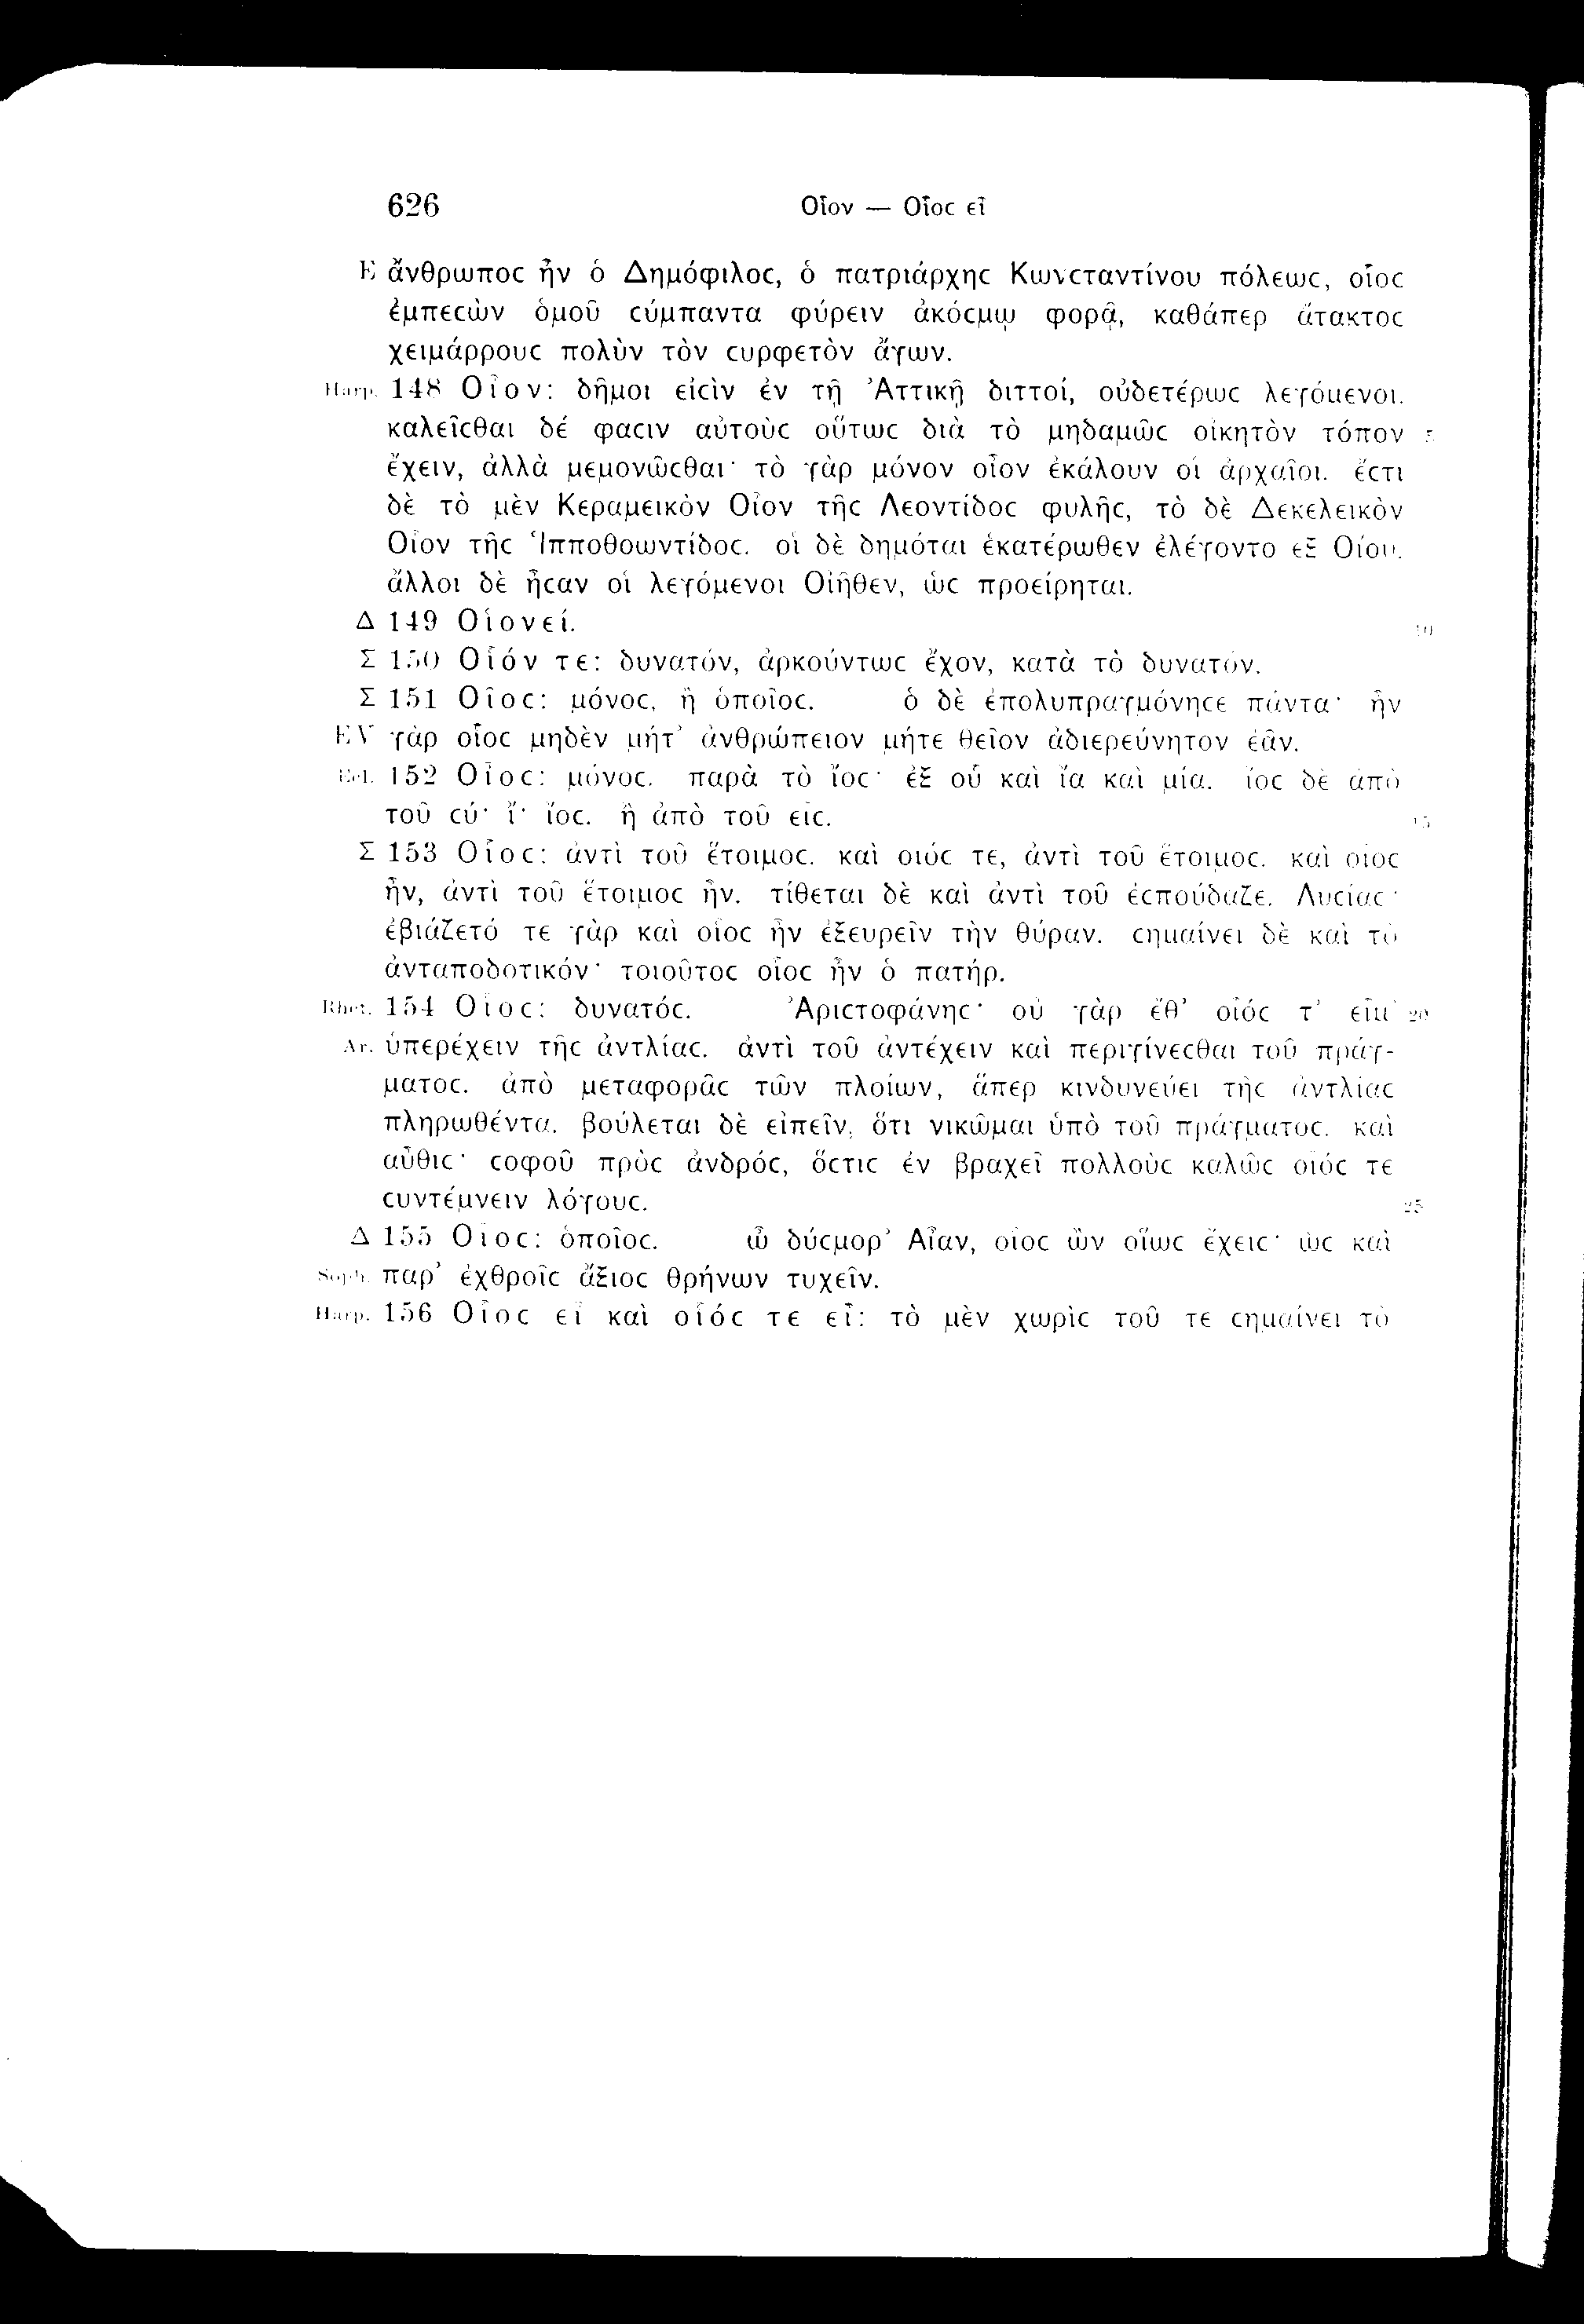 626 Οἷον — Οἷοϲ εἶ
Ε ἄνθρωποϲ ἦν ὁ Δημόφιλοϲ, ὁ πατριάρχηϲ Κωνϲταντίνου πόλεωϲ, οἷοϲ
ἐμπεϲὼν ὁμοῦ ϲύμπαντα φύρειν ἀκόϲμῳ φορᾷ, καθάπερ ἄτακτοϲ
χειμάρρουϲ πολὺν τὸν ϲυρφετὸν ἄγων.
Harp. 148 Οἶον: δῆμοι εἰϲὶν ἐν τῇ Ἀττικῇ διττοί, οὐδετέρωϲ λεγόμενοι.
καλεῖϲθαι δέ φαϲιν αὐτοὺϲ οὕτωϲ διὰ τὸ μηδαμῶϲ οἰκητὸν τόπον 5
ἔχειν, ἀλλὰ μεμονῶϲθαι· τὸ γὰρ μόνον οἶον ἐκάλουν οἱ ἀρχαῖοι. ἔϲτι
δὲ τὸ μὲν Κεραμεικὸν Οἶον τῆϲ Λεοντίδοϲ φυλῆϲ, τὸ δὲ Δεκελεικὸν
Οἶον τῆϲ Ἱπποθοωντίδοϲ. οἱ δὲ δημόται ἑκατέρωθεν ἐλέγοντο ἐξ Οἴου.
ἄλλοι δὲ ἦϲαν οἱ λεγόμενοι Οἰῆθεν, ὡϲ προείρηται.
Δ 149 Οἱονεί. 10
Σ 150 Οἷόν τε: δυνατόν, ἀρκούντωϲ ἔχον, κατὰ τὸ δυνατόν.
Σ 151 Οἶοϲ: μόνοϲ, ἢ ὁποῖοϲ. ὁ δὲ ἐπολυπραγμόνηϲε πάντα· ἦν
EV γὰρ οἷοϲ μηδὲν μήτ’ ἀνθρώπειον μήτε θεῖον ἀδιερεύνητον ἐᾶν.
Ecl. 152 Οἶοϲ: μόνοϲ. παρὰ τὸ ἴοϲ· ἐξ οὗ καὶ ἴα καὶ μία. ἴοϲ δὲ ἀπὸ
τοῦ ϲύ· ἴ· ἴοϲ. ἢ ἀπὸ τοῦ εἷϲ. 15
Σ 153 Οἷοϲ: ἀντὶ τοῦ ἕτοιμοϲ. καὶ οἷόϲ τε, ἀντὶ τοῦ ἕτοιμοϲ. καὶ οἷοϲ
ἦν, ἀντὶ τοῦ ἕτοιμοϲ ἦν. τίθεται δὲ καὶ ἀντὶ τοῦ ἐϲπούδαζε. Λυϲίαϲ·
ἐβιάζετό τε γὰρ καὶ οἷοϲ ἦν ἐξευρεῖν τὴν θύραν. ϲημαίνει δὲ καὶ τὸ
ἀνταποδοτικόν· τοιοῦτοϲ οἷοϲ ἦν ὁ πατήρ.
Rhet. 154 Οἷοϲ: δυνατόϲ. Ἀριϲτοφάνηϲ· οὐ γὰρ ἔθ’ οἷόϲ τ’ εἴμ’ 20
Ar. ὑπερέχειν τῆϲ ἀντλίαϲ. ἀντὶ τοῦ ἀντέχειν καὶ περιγίνεϲθαι τοῦ πράγ-
ματοϲ. ἀπὸ μεταφορᾶϲ τῶν πλοίων, ἅπερ κινδυνεύει τῆϲ ἀντλίαϲ
πληρωθέντα. βούλεται δὲ εἰπεῖν, ὅτι νικῶμαι ὑπὸ τοῦ πράγματοϲ. καὶ
αὖθιϲ· ϲοφοῦ πρὸϲ ἀνδρόϲ, ὅϲτιϲ ἐν βραχεῖ πολλοὺϲ καλῶϲ οἷόϲ τε
ϲυντέμνειν λόγουϲ. 25
Δ 155 Οἷοϲ: ὁποῖοϲ. ὦ δύϲμορ’ Αἶαν, οἷοϲ ὢν οἵωϲ ἔχειϲ· ὡϲ καὶ
Soph. παρ’ ἐχθροῖϲ ἄξιοϲ θρήνων τυχεῖν.
Harp. 156 Οἷοϲ εἶ καὶ οἷόϲ τε εἶ: τὸ μὲν χωρὶϲ τοῦ τε ϲημαίνει τὸ